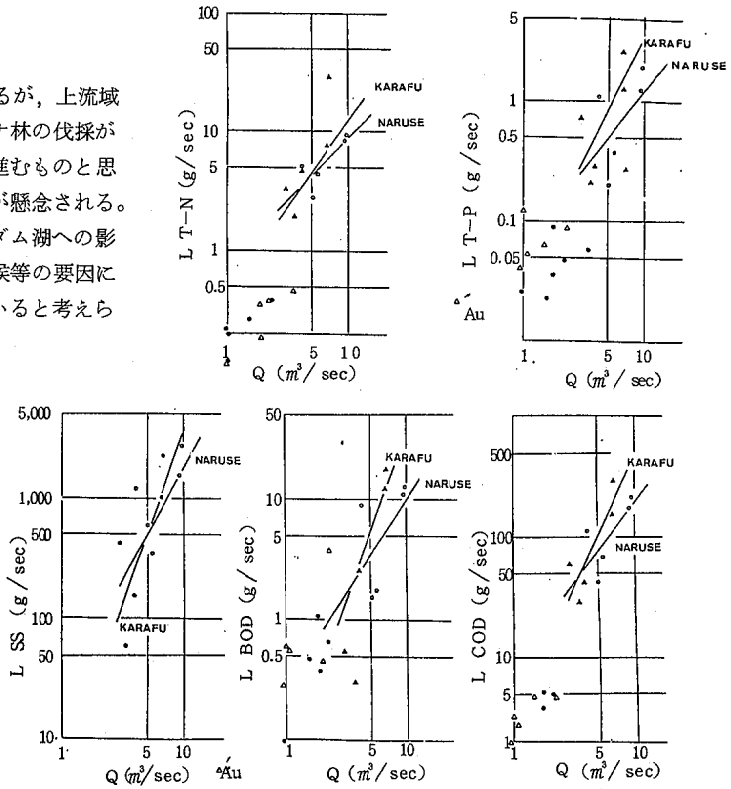 るが，上流域
ナ林の伐採が
進むものと思
が懸念される。
ダム湖への影
候等の要因に
いると考えら
100
50
10
5
1
0.5
L T-N (g/sec)
KARAFU
NARUSE
1
5
10
Q (m³/sec)
5
1
0.5
0.1
0.05
L T-P (g/sec)
KARAFU
NARUSE
Au
1.
5
10
Q (m³/sec)
5,000
1,000
500
100
50
10.
L SS (g/sec)
NARUSE
KARAFU
1
5
10
Q (m³/sec)
Au
50
10
5
1
0.5
L BOD (g/sec)
KARAFU
NARUSE
1
5
10
Q (m³/sec)
500
100
50
10
5
1
L COD (g/sec)
KARAFU
NARUSE
1
5
10
Q (m³/sec)